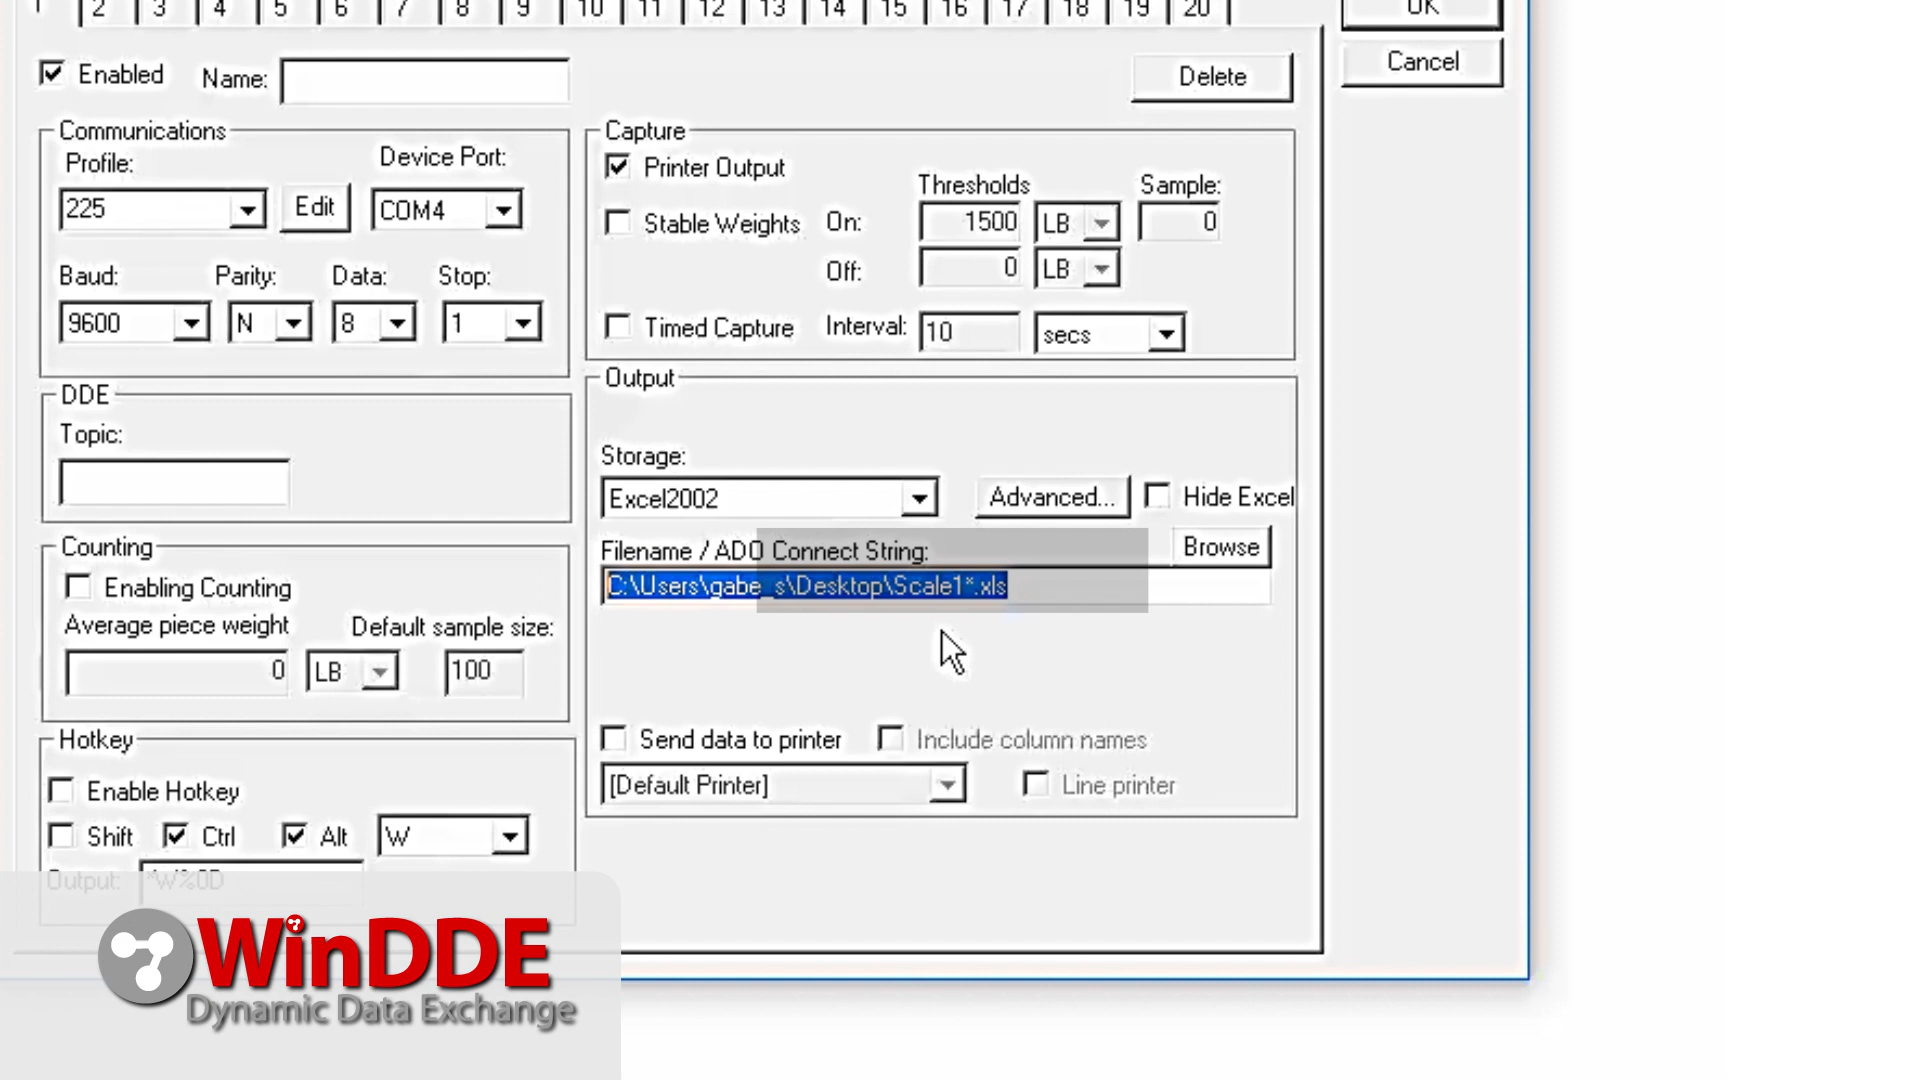 1 2 3 4 5 6 7 8 9 10 11 12 13 14 15 16 17 18 19 20
OK
Cancel
Enabled Name: Delete
Communications
Profile: Device Port:
225 Edit COM4
Baud: Parity: Data: Stop:
9600 N 8 1
DDE
Topic:
Counting
Enabling Counting
Average piece weight Default sample size:
0 LB 100
Hotkey
Enable Hotkey
Shift Ctrl Alt W
Output: *W%0D
Capture
Printer Output
Thresholds Sample:
Stable Weights On: 1500 LB 0
Off: 0 LB
Timed Capture Interval: 10 secs
Output
Storage:
Excel2002 Advanced... Hide Excel
Filename / ADO Connect String: Browse
C:\Users\gabe_s\Desktop\Scale1*.xls
Send data to printer Include column names
[Default Printer] Line printer
WinDDE
Dynamic Data Exchange